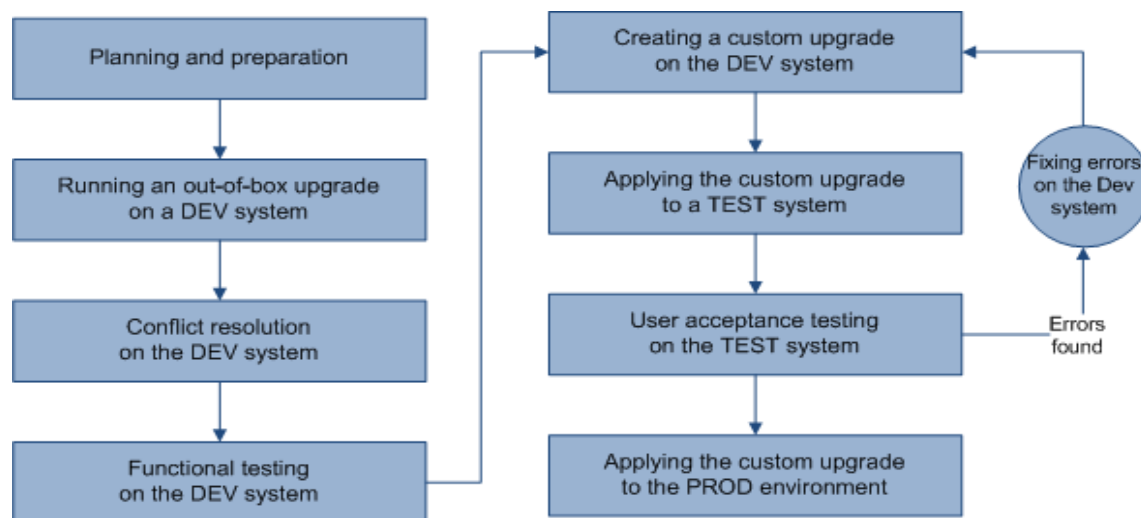 Planning and preparation
Running an out-of-box upgrade
on a DEV system
Conflict resolution
on the DEV system
Functional testing
on the DEV system
Creating a custom upgrade
on the DEV system
Applying the custom upgrade
to a TEST system
User acceptance testing
on the TEST system
Errors
found
Fixing errors
on the Dev
system
Applying the custom upgrade
to the PROD environment